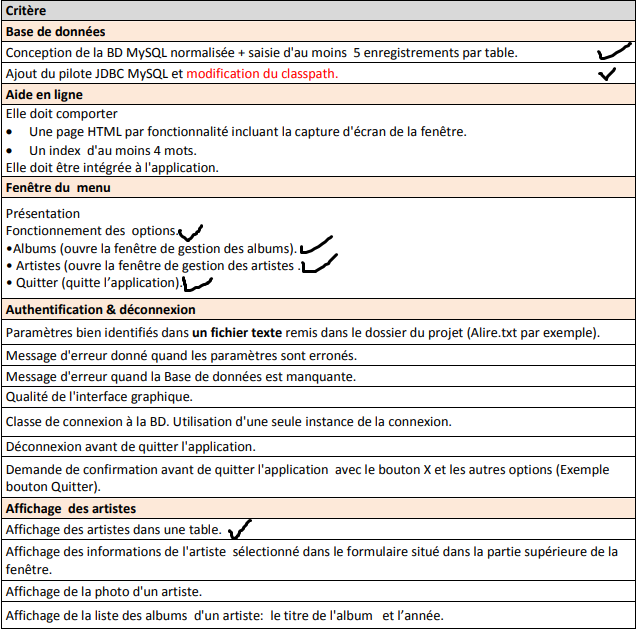 Critère
Base de données
Conception de la BD MySQL normalisée + saisie d'au moins 5 enregistrements par table.
Ajout du pilote JDBC MySQL et modification du classpath.
Aide en ligne
Elle doit comporter
• Une page HTML par fonctionnalité incluant la capture d'écran de la fenêtre.
• Un index d'au moins 4 mots.
Elle doit être intégrée à l'application.
Fenêtre du menu
Présentation
Fonctionnement des options.
•Albums (ouvre la fenêtre de gestion des albums).
• Artistes (ouvre la fenêtre de gestion des artistes .
• Quitter (quitte l’application).
Authentification & déconnexion
Paramètres bien identifiés dans un fichier texte remis dans le dossier du projet (Alire.txt par exemple).
Message d'erreur donné quand les paramètres sont erronés.
Message d'erreur quand la Base de données est manquante.
Qualité de l'interface graphique.
Classe de connexion à la BD. Utilisation d'une seule instance de la connexion.
Déconnexion avant de quitter l'application.
Demande de confirmation avant de quitter l'application avec le bouton X et les autres options (Exemple
bouton Quitter).
Affichage des artistes
Affichage des artistes dans une table.
Affichage des informations de l'artiste sélectionné dans le formulaire situé dans la partie supérieure de la
fenêtre.
Affichage de la photo d'un artiste.
Affichage de la liste des albums d'un artiste: le titre de l'album et l’année.